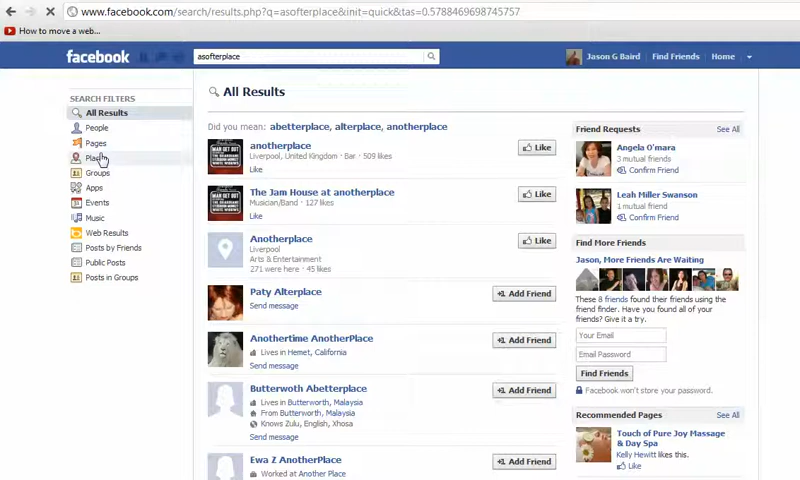 www.facebook.com/search/results.php?q=asofterplace&init=quick&tas=0.5788469698745757
How to move a web...
facebook
asofterplace
Jason G Baird
Find Friends
Home
SEARCH FILTERS
All Results
People
Pages
Groups
Apps
Events
Music
Web Results
Posts by Friends
Public Posts
Posts in Groups
All Results
Did you mean: abetterplace, alterplace, anotherplace
anotherplace
Liverpool, United Kingdom · Bar · 509 likes
Like
Like
The Jam House at anotherplace
Musician/Band · 127 likes
Like
Like
Anotherplace
Liverpool
Arts & Entertainment
271 were here · 45 likes
Like
Paty Alterplace
Send message
+1 Add Friend
Anothertime AnotherPlace
Lives in Hemet, California
Send message
+1 Add Friend
Butterwoth Abetterplace
Lives in Butterworth, Malaysia
From Butterworth, Malaysia
Knows Zulu, English, Xhosa
Send message
+1 Add Friend
Ewa Z AnotherPlace
Worked at Another Place
+1 Add Friend
Friend Requests
See All
Angela O'mara
3 mutual friends
Confirm Friend
Leah Miller Swanson
1 mutual friend
Confirm Friend
Find More Friends
Jason, More Friends Are Waiting
These 8 friends found their friends using the
friend finder. Have you found all of your
friends? Give it a try.
Your Email
Email Password
Find Friends
Facebook won't store your password.
Recommended Pages
See All
Touch of Pure Joy Massage
& Day Spa
Kelly Hewitt likes this.
Like